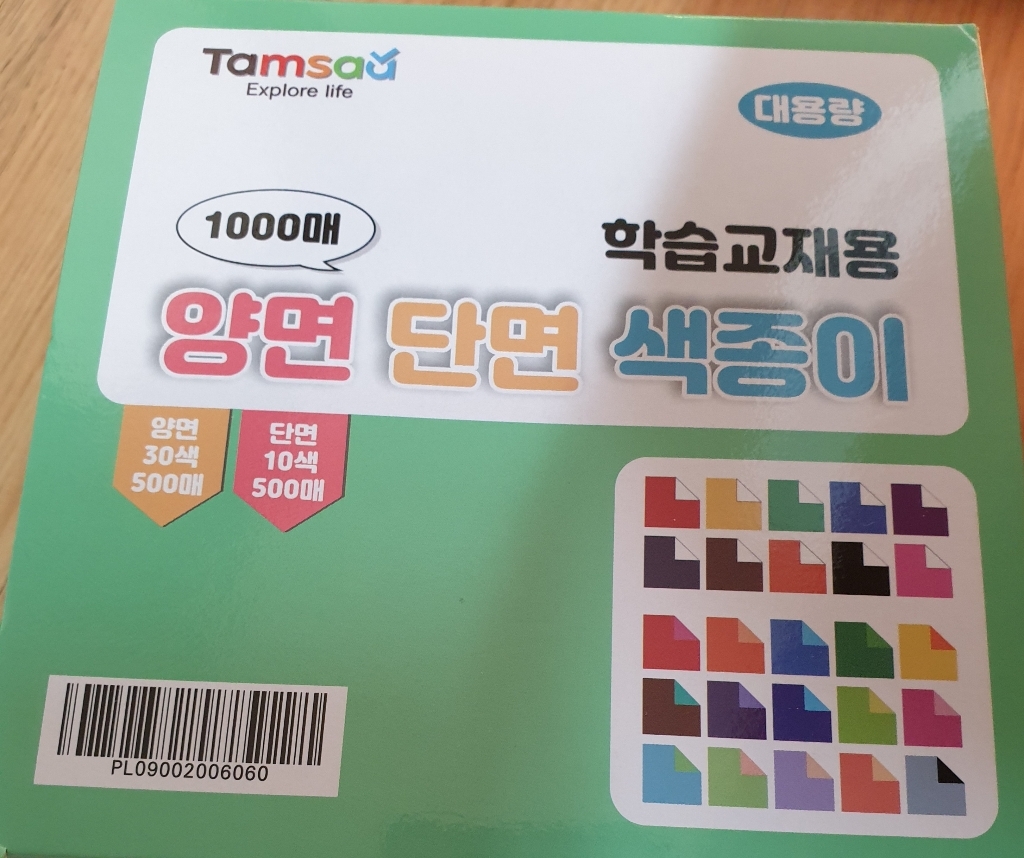 Tamsaa
Explore life
대용량
1000매
학습교재용
양면 단면 색종이
양면
30색
500매
단면
10색
500매
PL09002006060